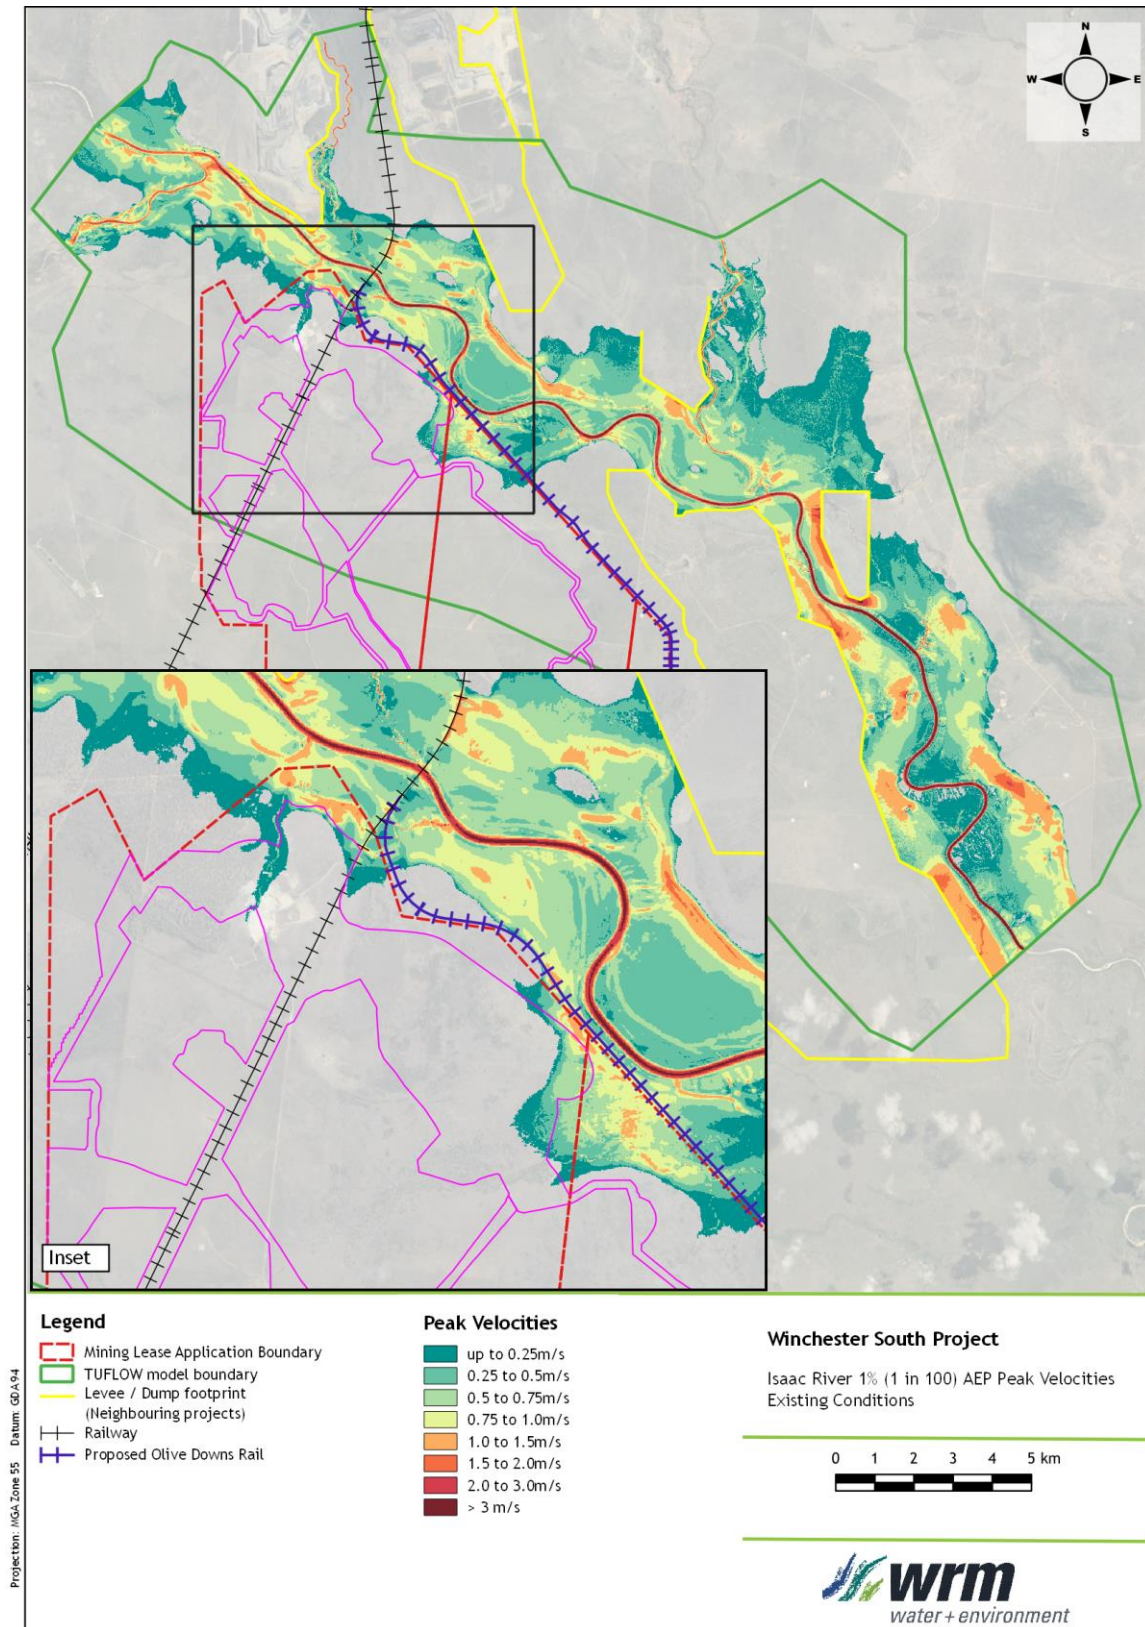 N
W
E
S
Inset
Legend
Mining Lease Application Boundary
TUFLOW model boundary
Levee / Dump footprint
(Neighbouring projects)
Railway
Proposed Olive Downs Rail
Peak Velocities
up to 0.25m/s
0.25 to 0.5m/s
0.5 to 0.75m/s
0.75 to 1.0m/s
1.0 to 1.5m/s
1.5 to 2.0m/s
2.0 to 3.0m/s
> 3 m/s
Winchester South Project
Isaac River 1% (1 in 100) AEP Peak Velocities
Existing Conditions
0 1 2 3 4 5 km
wrm
water + environment
Projection: MGA Zone 55 Datum: GDA94